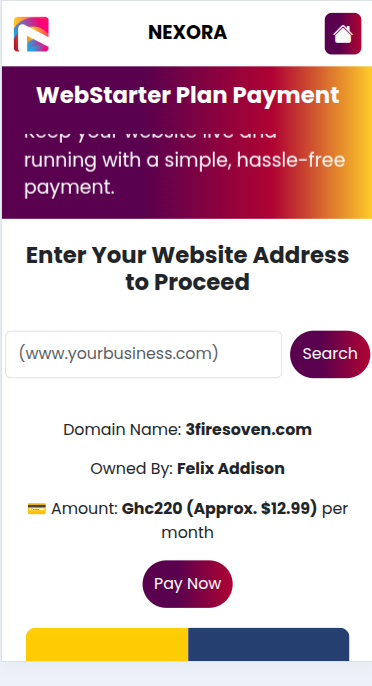 NEXORA
WebStarter Plan Payment
Keep your website live and
running with a simple, hassle-free
payment.
Enter Your Website Address
to Proceed
(www.yourbusiness.com)
Search
Domain Name: 3firesoven.com
Owned By: Felix Addison
💳 Amount: Ghc220 (Approx. $12.99) per
month
Pay Now